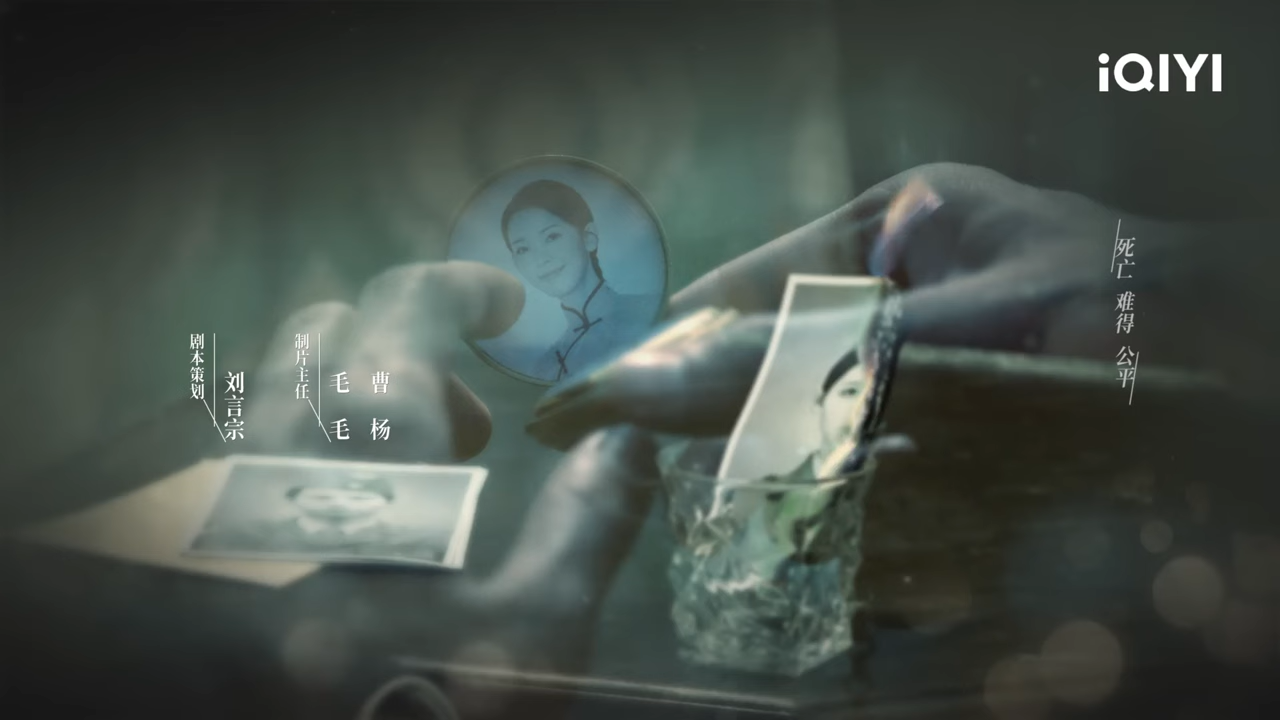 iQIYI
死亡 难得 公平
制片主任
曹杨
毛毛
剧本策划
刘言宗